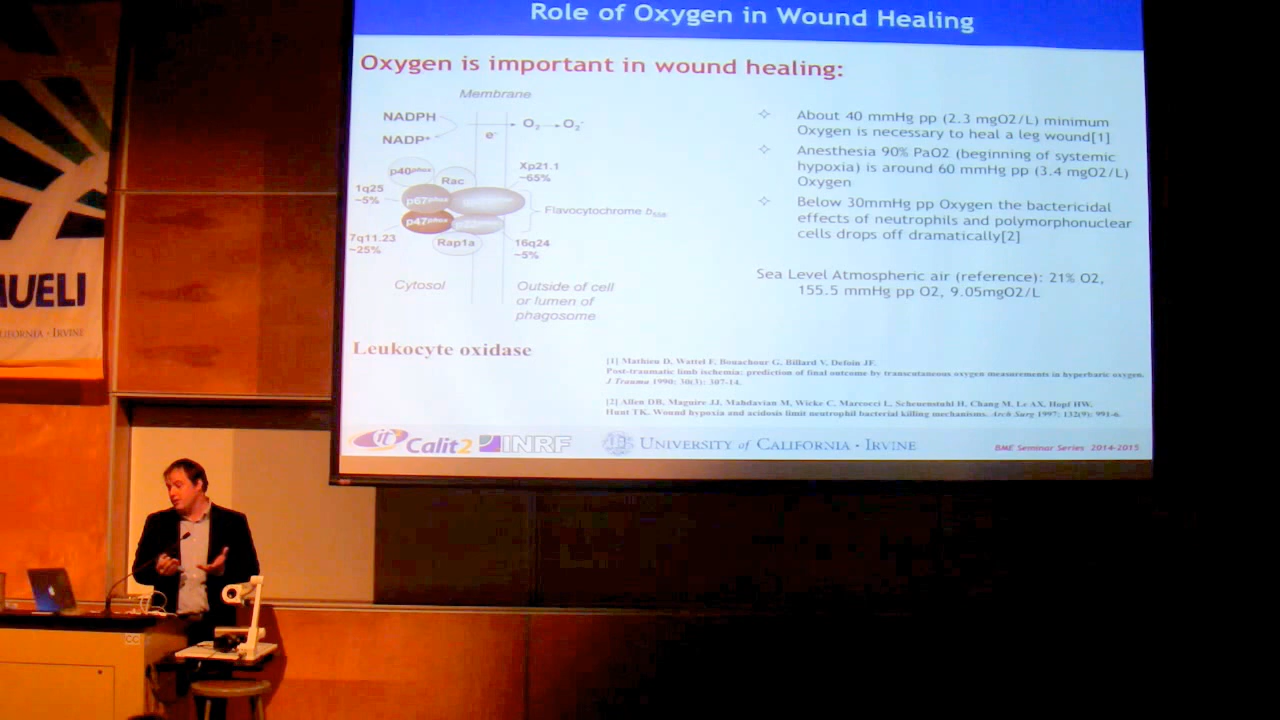 Role of Oxygen in Wound Healing
Oxygen is important in wound healing:
Membrane
NADPH
NADP+
e-
O2
O2-
p40phox
Rac
Xp21.1
~65%
1q25
~5%
p67phox
Flavocytochrome b558
p47phox
7q11.23
~25%
Rap1a
16q24
~5%
Cytosol
Outside of cell
or lumen of
phagosome
Leukocyte oxidase
About 40 mmHg pp (2.3 mgO2/L) minimum
Oxygen is necessary to heal a leg wound[1]
Anesthesia 90% PaO2 (beginning of systemic
hypoxia) is around 60 mmHg pp (3.4 mgO2/L)
Oxygen
Below 30mmHg pp Oxygen the bactericidal
effects of neutrophils and polymorphonuclear
cells drops off dramatically[2]
Sea Level Atmospheric air (reference): 21% O2,
155.5 mmHg pp O2, 9.05mgO2/L
[1] Mathieu D, Wattel F, Bouachour G, Billard V, Defoin JF.
Post-traumatic limb ischemia: prediction of final outcome by transcutaneous oxygen measurements in hyperbaric oxygen.
J Trauma 1990; 30(3): 307-14.
[2] Allen DB, Maguire JJ, Mahdavian M, Wicke C, Marcocci L, Scheuenstuhl H, Chang M, Le AX, Hopf HW,
Hunt TK. Wound hypoxia and acidosis limit neutrophil bacterial killing mechanisms. Arch Surg 1997; 132(9): 991-6.
it Calit2 INRF UNIVERSITY of CALIFORNIA · IRVINE
BME Seminar Series 2014-2015
MUELI
IFORNIA · IRVINE